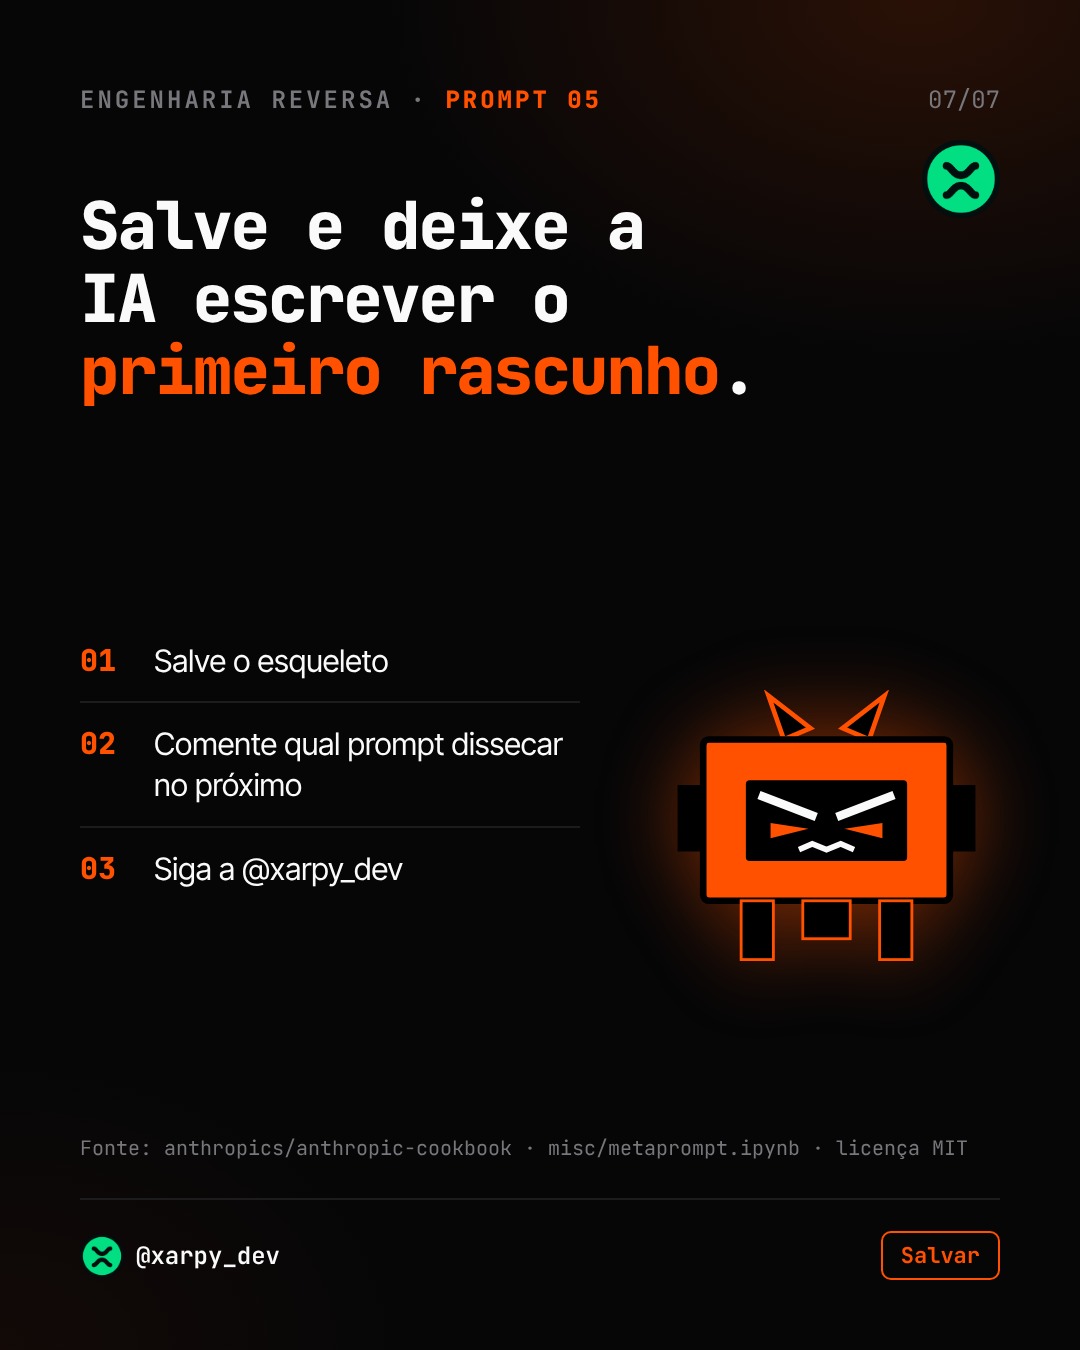 ENGENHARIA REVERSA · PROMPT 05
07/07
Salve e deixe a
IA escrever o
primeiro rascunho.
01 Salve o esqueleto
02 Comente qual prompt dissecar
no próximo
03 Siga a @xarpy_dev
Fonte: anthropics/anthropic-cookbook · misc/metaprompt.ipynb · licença MIT
@xarpy_dev
Salvar